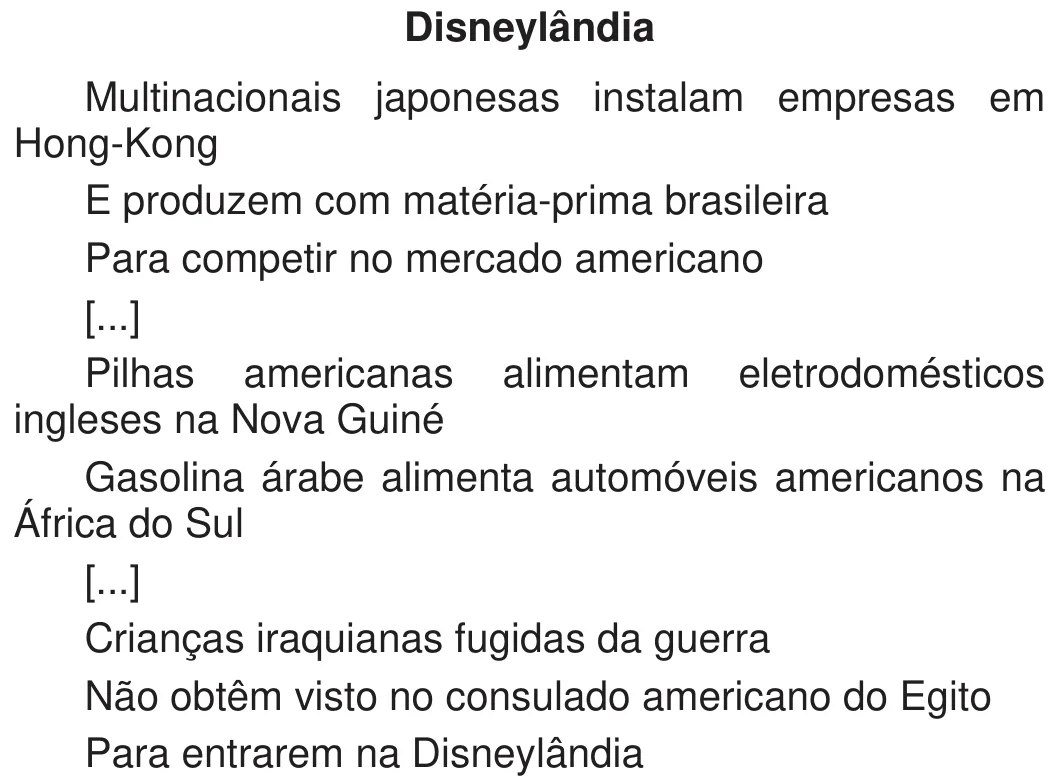 Disneylândia
Multinacionais japonesas instalam empresas em
Hong-Kong
E produzem com matéria-prima brasileira
Para competir no mercado americano
[...]
Pilhas americanas alimentam eletrodomésticos
ingleses na Nova Guiné
Gasolina árabe alimenta automóveis americanos na
África do Sul
[...]
Crianças iraquianas fugidas da guerra
Não obtêm visto no consulado americano do Egito
Para entrarem na Disneylândia